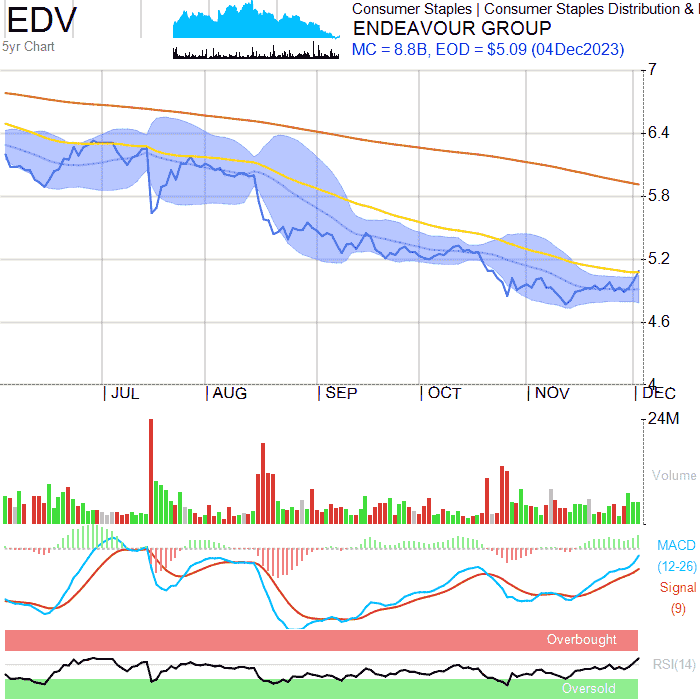 EDV
5yr Chart
Consumer Staples | Consumer Staples Distribution &
ENDEAVOUR GROUP
MC = 8.8B, EOD = $5.09 (04Dec2023)
7
6.4
5.8
5.2
4.6
4
| JUL | AUG | SEP | OCT | NOV | DEC
24M
Volume
MACD
(12-26)
Signal
(9)
Overbought
RSI(14)
Oversold